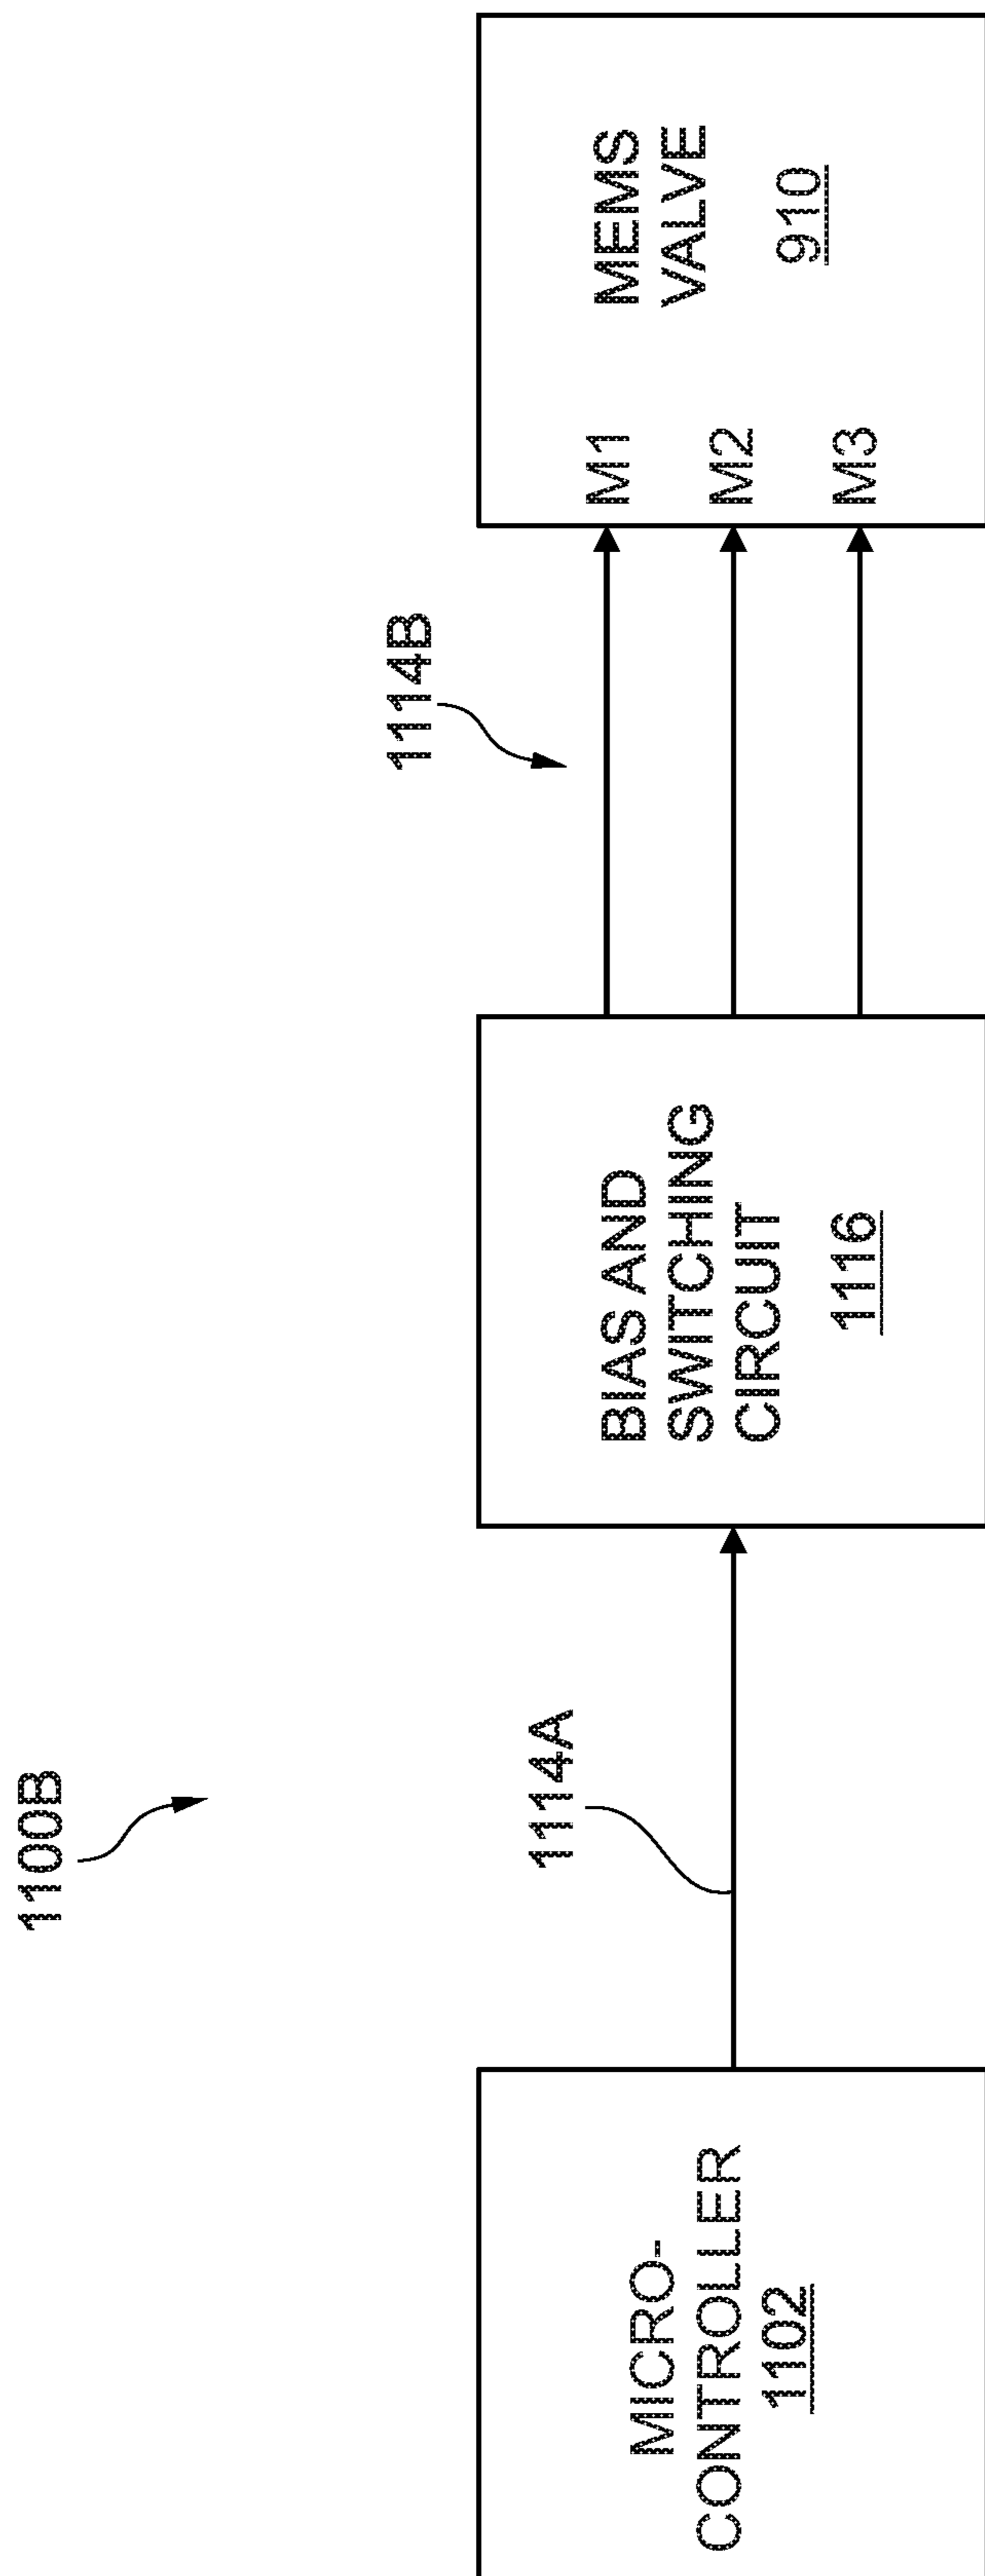 1100B
MICRO-
CONTROLLER
1102
1114A
BIAS AND
SWITCHING
CIRCUIT
1116
1114B
M1
M2
M3
MEMS
VALVE
910